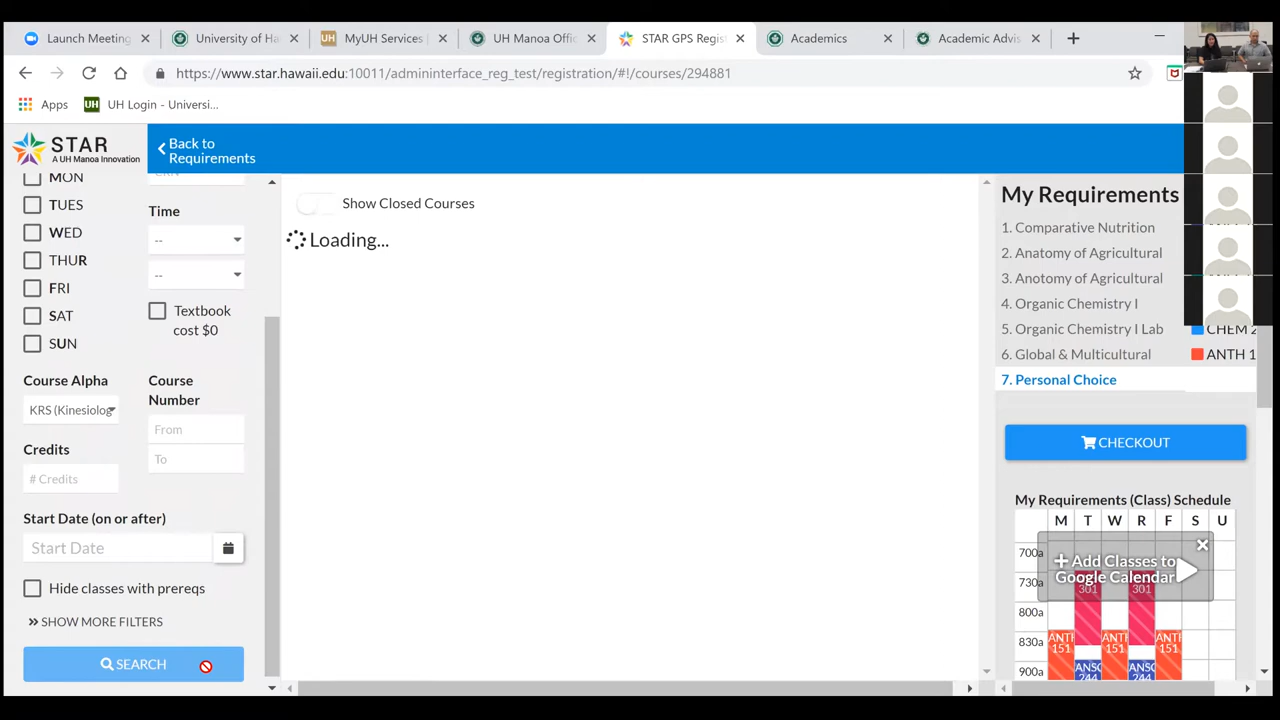 Launch Meeting
University of Ha
MyUH Services
UH Manoa Offic
STAR GPS Regis
Academics
Academic Advis
https://www.star.hawaii.edu:10011/admininterface_reg_test/registration/#!/courses/294881
Apps
UH Login - Universi...
STAR
A UH Manoa Innovation
Back to
Requirements
MON
TUES
WED
THUR
FRI
SAT
SUN
CRN
Time
--
--
Textbook
cost $0
Course Alpha
KRS (Kinesiolog
Course
Number
From
To
Credits
# Credits
Start Date (on or after)
Start Date
Hide classes with prereqs
SHOW MORE FILTERS
SEARCH
Show Closed Courses
Loading...
My Requirements
1. Comparative Nutrition
2. Anatomy of Agricultural
3. Anotomy of Agricultural
4. Organic Chemistry I
5. Organic Chemistry I Lab
CHEM 2
6. Global & Multicultural
ANTH 1
7. Personal Choice
CHECKOUT
My Requirements (Class) Schedule
M T W R F S U
700a
Add Classes to
Google Calendar
730a
301 301
800a
830a
ANTH
151
ANTH
151
ANTH
151
900a
ANSC
244
ANSC
244